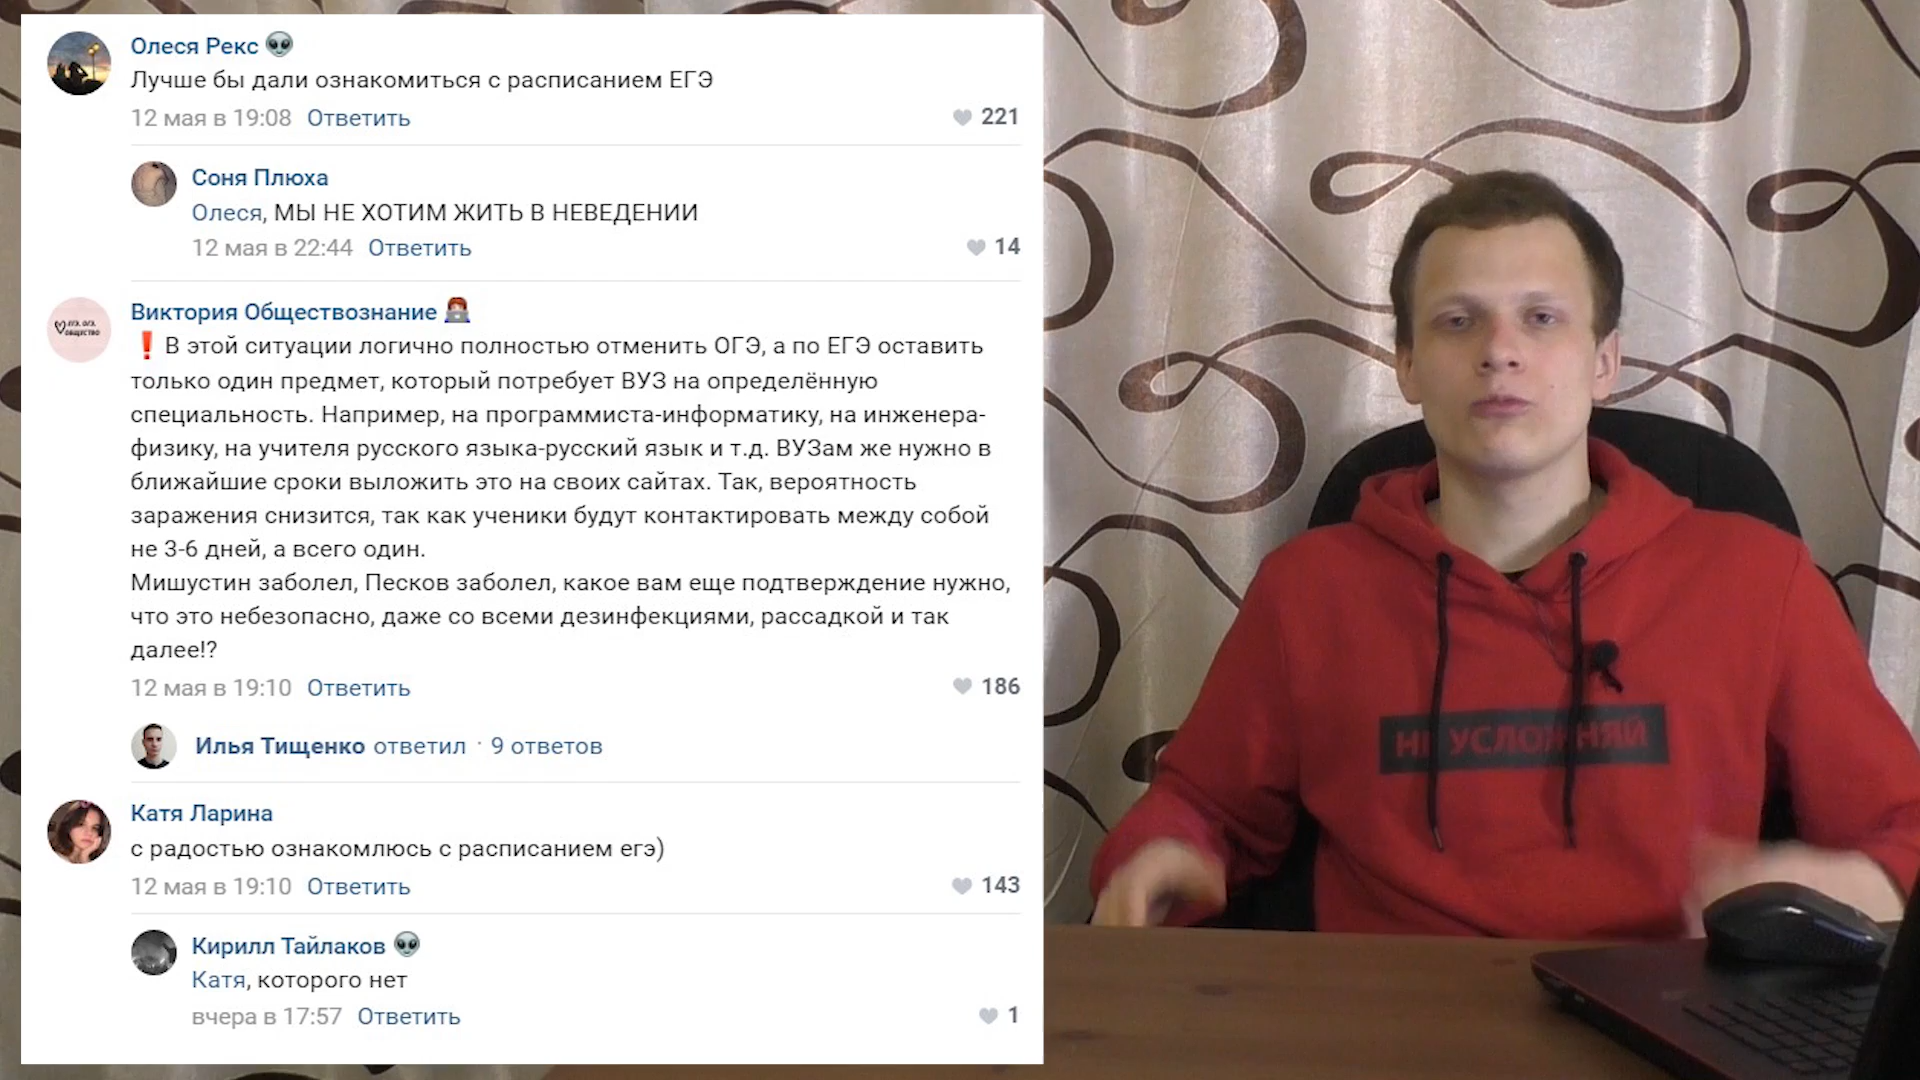 Олеся Рекс
Лучше бы дали ознакомиться с расписанием ЕГЭ
12 мая в 19:08 Ответить
221
Соня Плюха
Олеся, МЫ НЕ ХОТИМ ЖИТЬ В НЕВЕДЕНИИ
12 мая в 22:44 Ответить
14
ЕГЭ. ОГЭ.
ОБЩЕСТВО
Виктория Обществознание
❗ В этой ситуации логично полностью отменить ОГЭ, а по ЕГЭ оставить
только один предмет, который потребует ВУЗ на определённую
специальность. Например, на программиста-информатику, на инженера-
физику, на учителя русского языка-русский язык и т.д. ВУЗам же нужно в
ближайшие сроки выложить это на своих сайтах. Так, вероятность
заражения снизится, так как ученики будут контактировать между собой
не 3-6 дней, а всего один.
Мишустин заболел, Песков заболел, какое вам еще подтверждение нужно,
что это небезопасно, даже со всеми дезинфекциями, рассадкой и так
далее!?
12 мая в 19:10 Ответить
186
Илья Тищенко ответил · 9 ответов
Катя Ларина
с радостью ознакомлюсь с расписанием егэ)
12 мая в 19:10 Ответить
143
Кирилл Тайлаков
Катя, которого нет
вчера в 17:57 Ответить
1
НЕ УСЛОЖНЯЙ